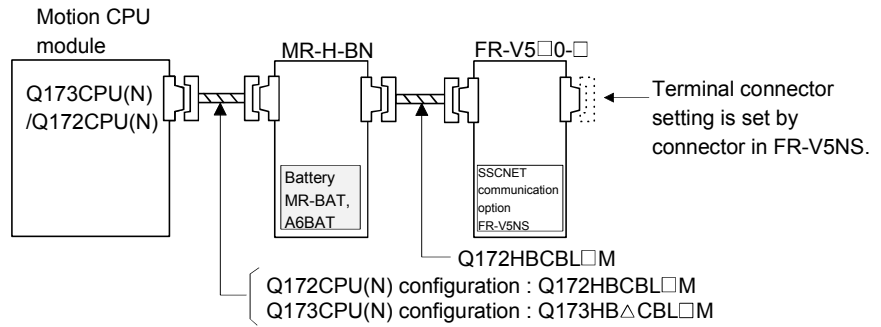 Motion CPU
module
MR-H-BN
FR-V5□0-□
Q173CPU(N)
/Q172CPU(N)
Terminal connector
setting is set by
connector in FR-V5NS.
Battery
MR-BAT,
A6BAT
SSCNET
communication
option
FR-V5NS
Q172HBCBL□M
Q172CPU(N) configuration : Q172HBCBL□M
Q173CPU(N) configuration : Q173HB△CBL□M